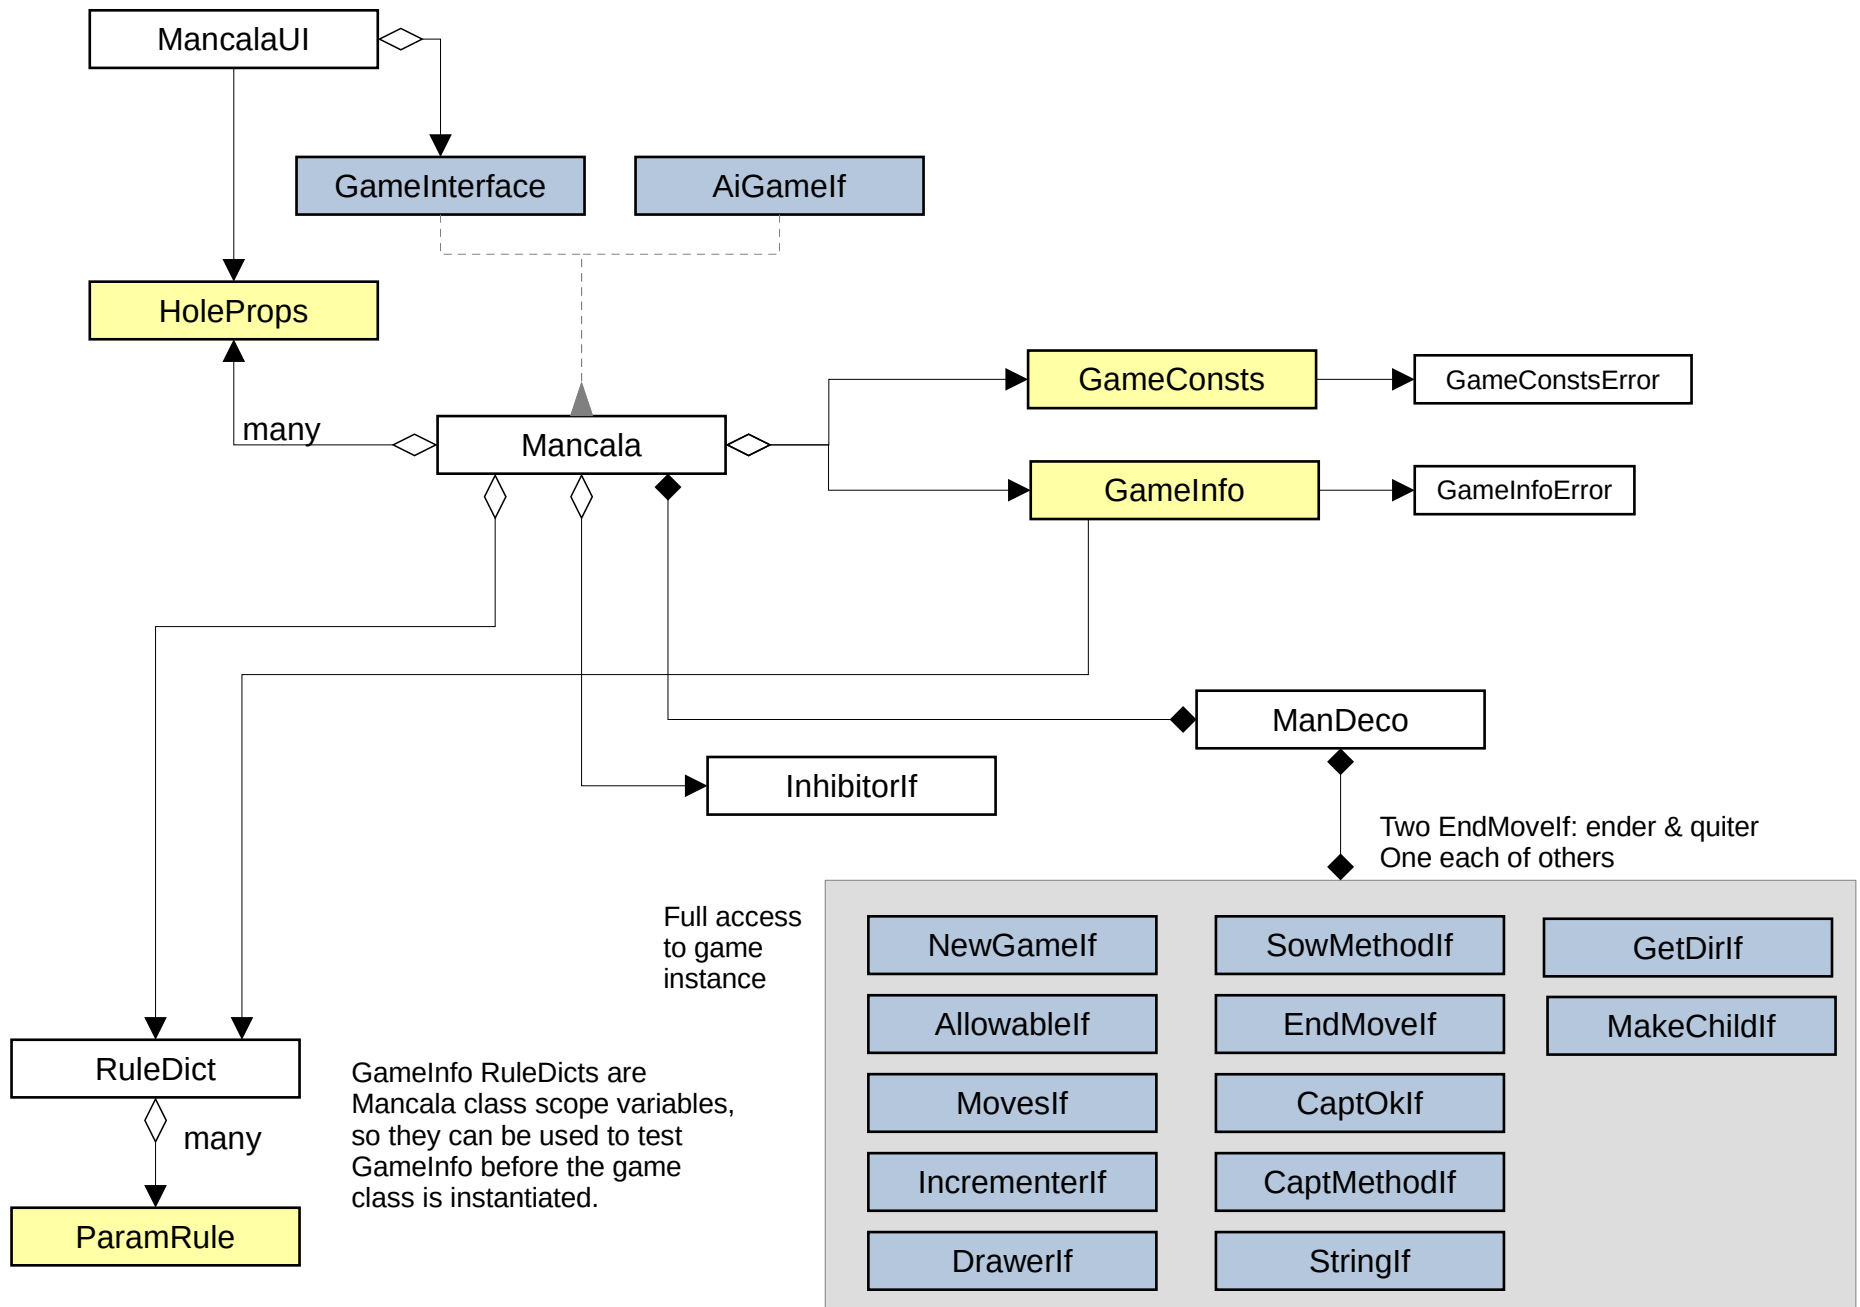 MancalaUI
GameInterface
AiGameIf
HoleProps
many
Mancala
GameConsts
GameConstsError
GameInfo
GameInfoError
ManDeco
InhibitorIf
Two EndMoveIf: ender & quiter
One each of others
Full access
to game
instance
NewGameIf
SowMethodIf
GetDirIf
AllowableIf
EndMoveIf
MakeChildIf
MovesIf
CaptOkIf
IncrementerIf
CaptMethodIf
DrawerIf
StringIf
RuleDict
many
ParamRule
GameInfo RuleDicts are
Mancala class scope variables,
so they can be used to test
GameInfo before the game
class is instantiated.